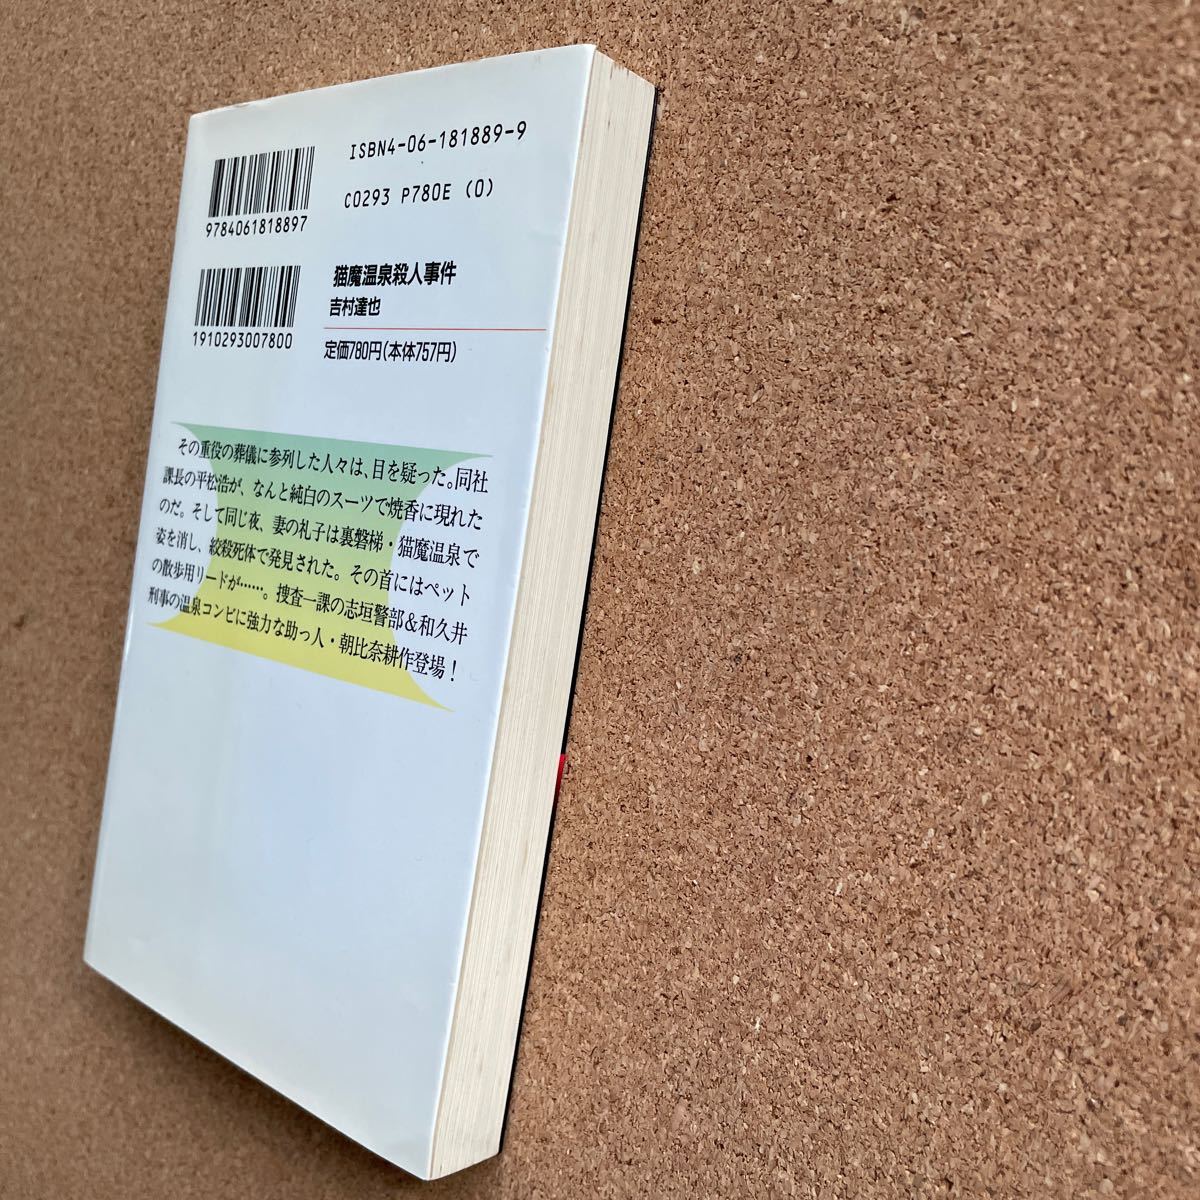 ISBN4-06-181889-9
C0293 P780E (0)
9784061818897
1910293007800
猫魔温泉殺人事件
吉村達也
定価780円(本体757円)
その重役の葬儀に参列した人々は、目を疑った。同社
課長の平松浩が、なんと純白のスーツで焼香に現れた
のだ。そして同じ夜、妻の礼子は裏磐梯・猫魔温泉で
姿を消し、絞殺死体で発見された。その首にはペット
の散歩用リードが……。捜査一課の志垣警部＆和久井
刑事の温泉コンビに強力な助っ人・朝比奈耕作登場！